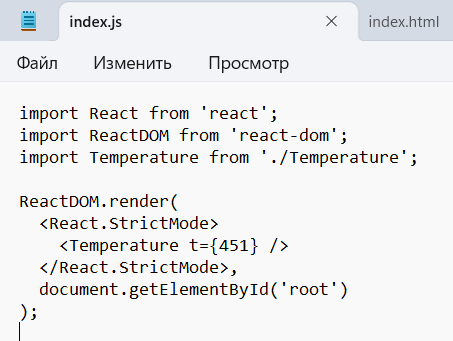 index.js
index.html
Файл Изменить Просмотр
import React from 'react';
import ReactDOM from 'react-dom';
import Temperature from './Temperature';

ReactDOM.render(
  <React.StrictMode>
    <Temperature t={451} />
  </React.StrictMode>,
  document.getElementById('root')
);